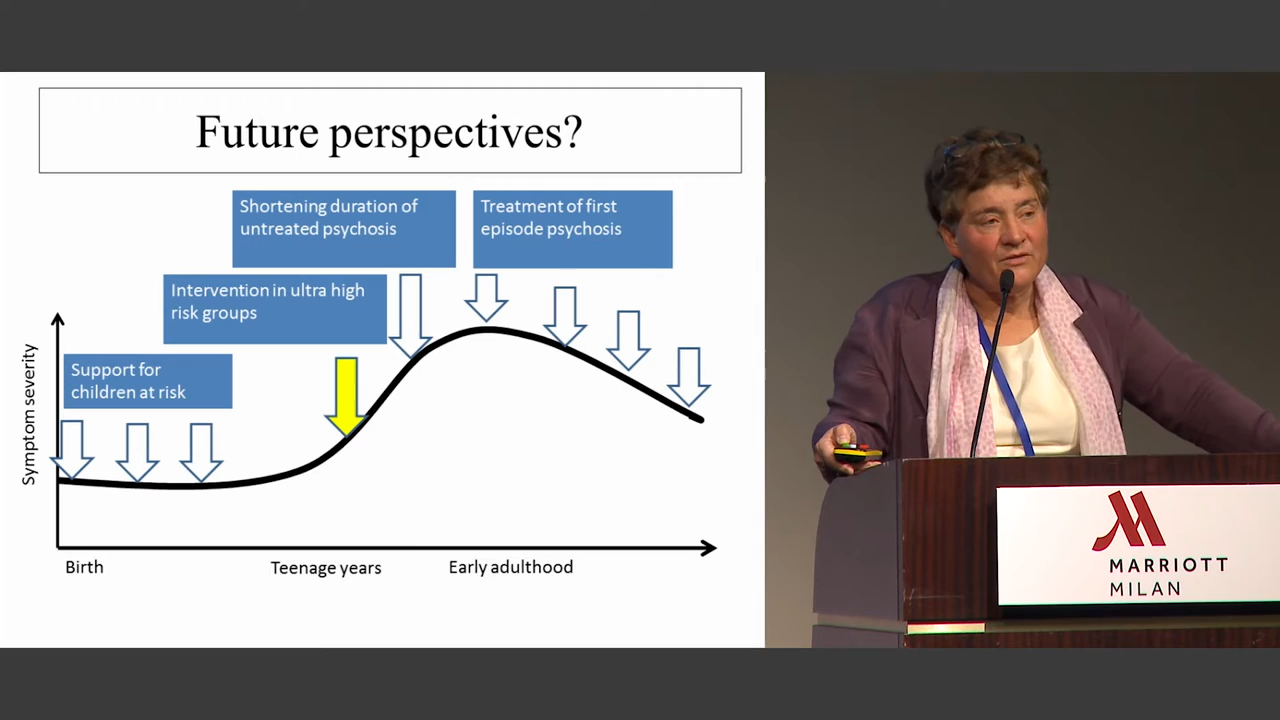 Future perspectives?
Shortening duration of
untreated psychosis
Treatment of first
episode psychosis
Intervention in ultra high
risk groups
Support for
children at risk
Symptom severity
Birth
Teenage years
Early adulthood
MARRIOTT
MILAN